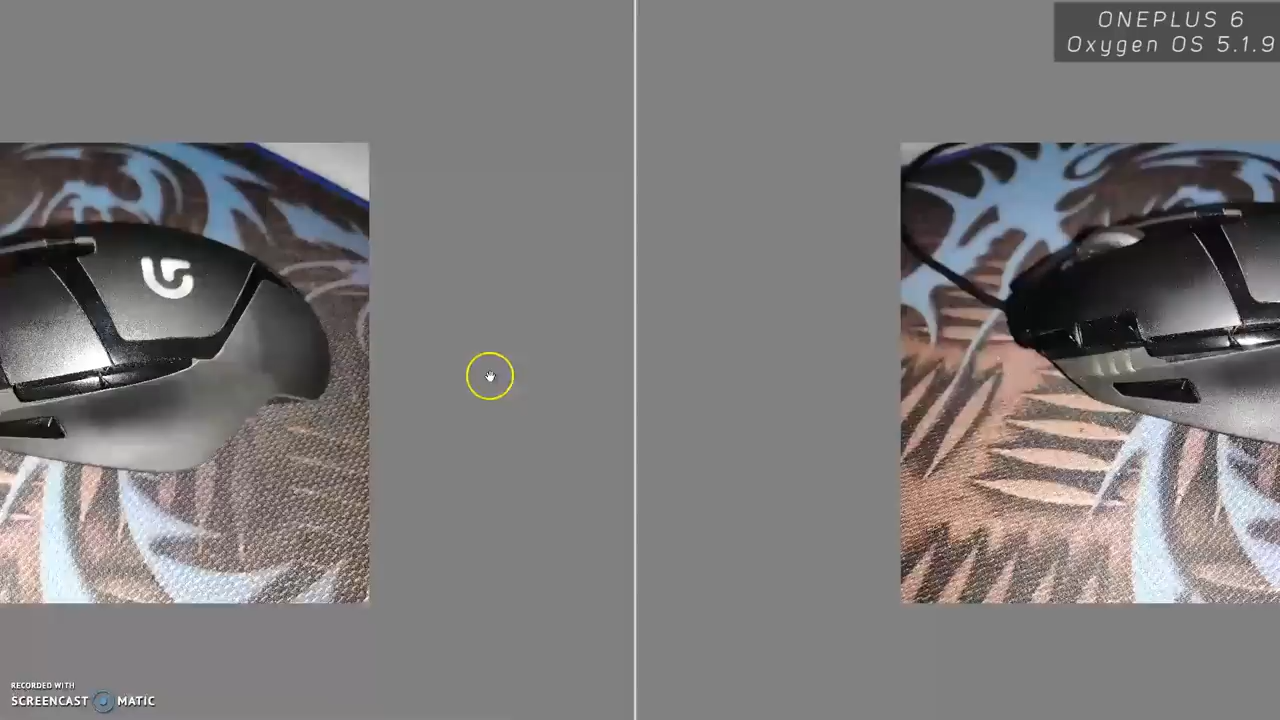 ONEPLUS 6
Oxygen OS 5.1.9
RECORDED WITH
SCREENCAST MATIC